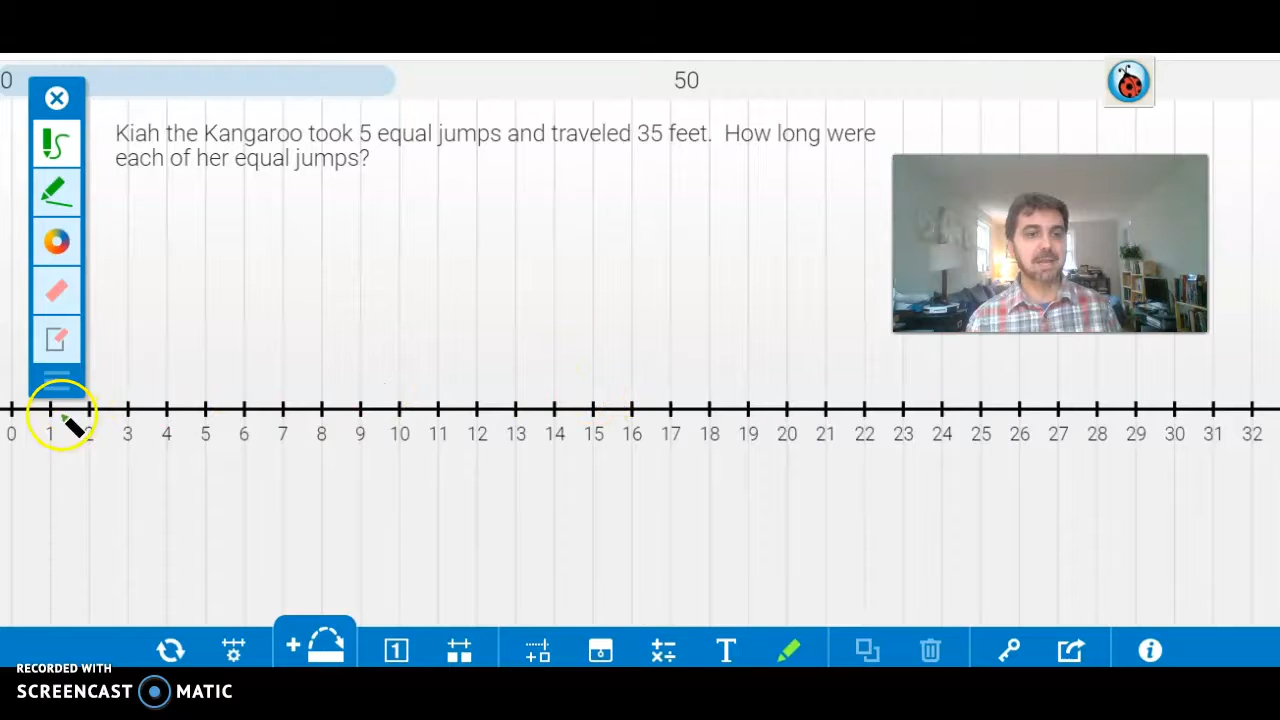 0 50
Kiah the Kangaroo took 5 equal jumps and traveled 35 feet. How long were
each of her equal jumps?
0 1 2 3 4 5 6 7 8 9 10 11 12 13 14 15 16 17 18 19 20 21 22 23 24 25 26 27 28 29 30 31 32
+ 1 T i
RECORDED WITH
SCREENCAST MATIC